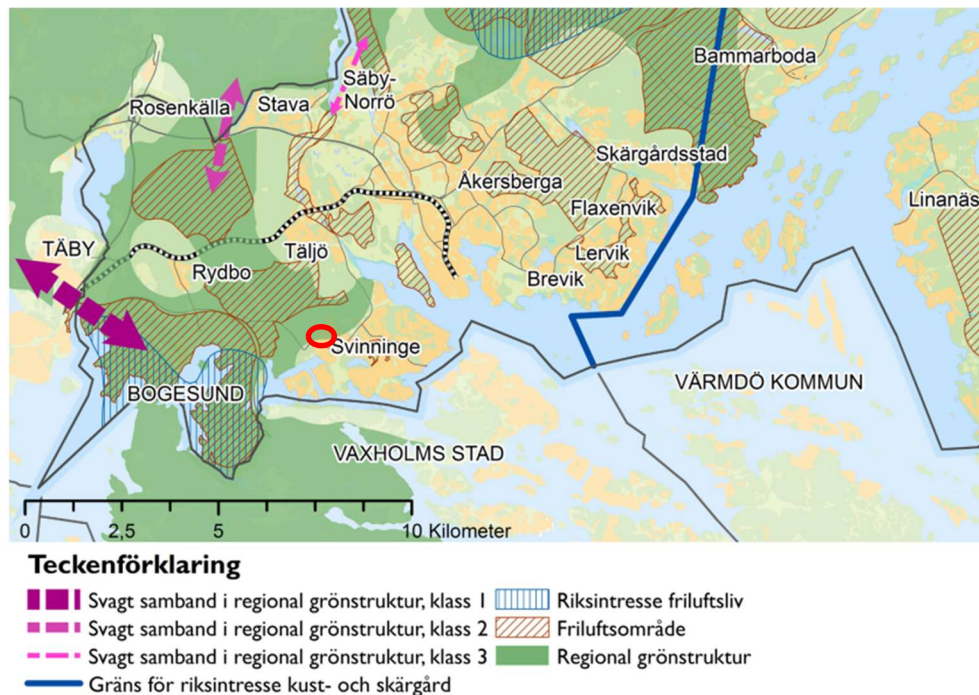 Bammarboda
Säby-
Norrö
Rosenkälla
Stava
Skärgårdsstad
Åkersberga
Linanäs
Flaxenvik
TÄBY
Täljö
Lervik
Rydbo
Brevik
Svinninge
BOGESUND
VÄRMDÖ KOMMUN
VAXHOLMS STAD
0 2,5 5 10 Kilometer
Teckenförklaring
Svagt samband i regional grönstruktur, klass 1
Svagt samband i regional grönstruktur, klass 2
Svagt samband i regional grönstruktur, klass 3
Gräns för riksintresse kust- och skärgård
Riksintresse friluftsliv
Friluftsområde
Regional grönstruktur